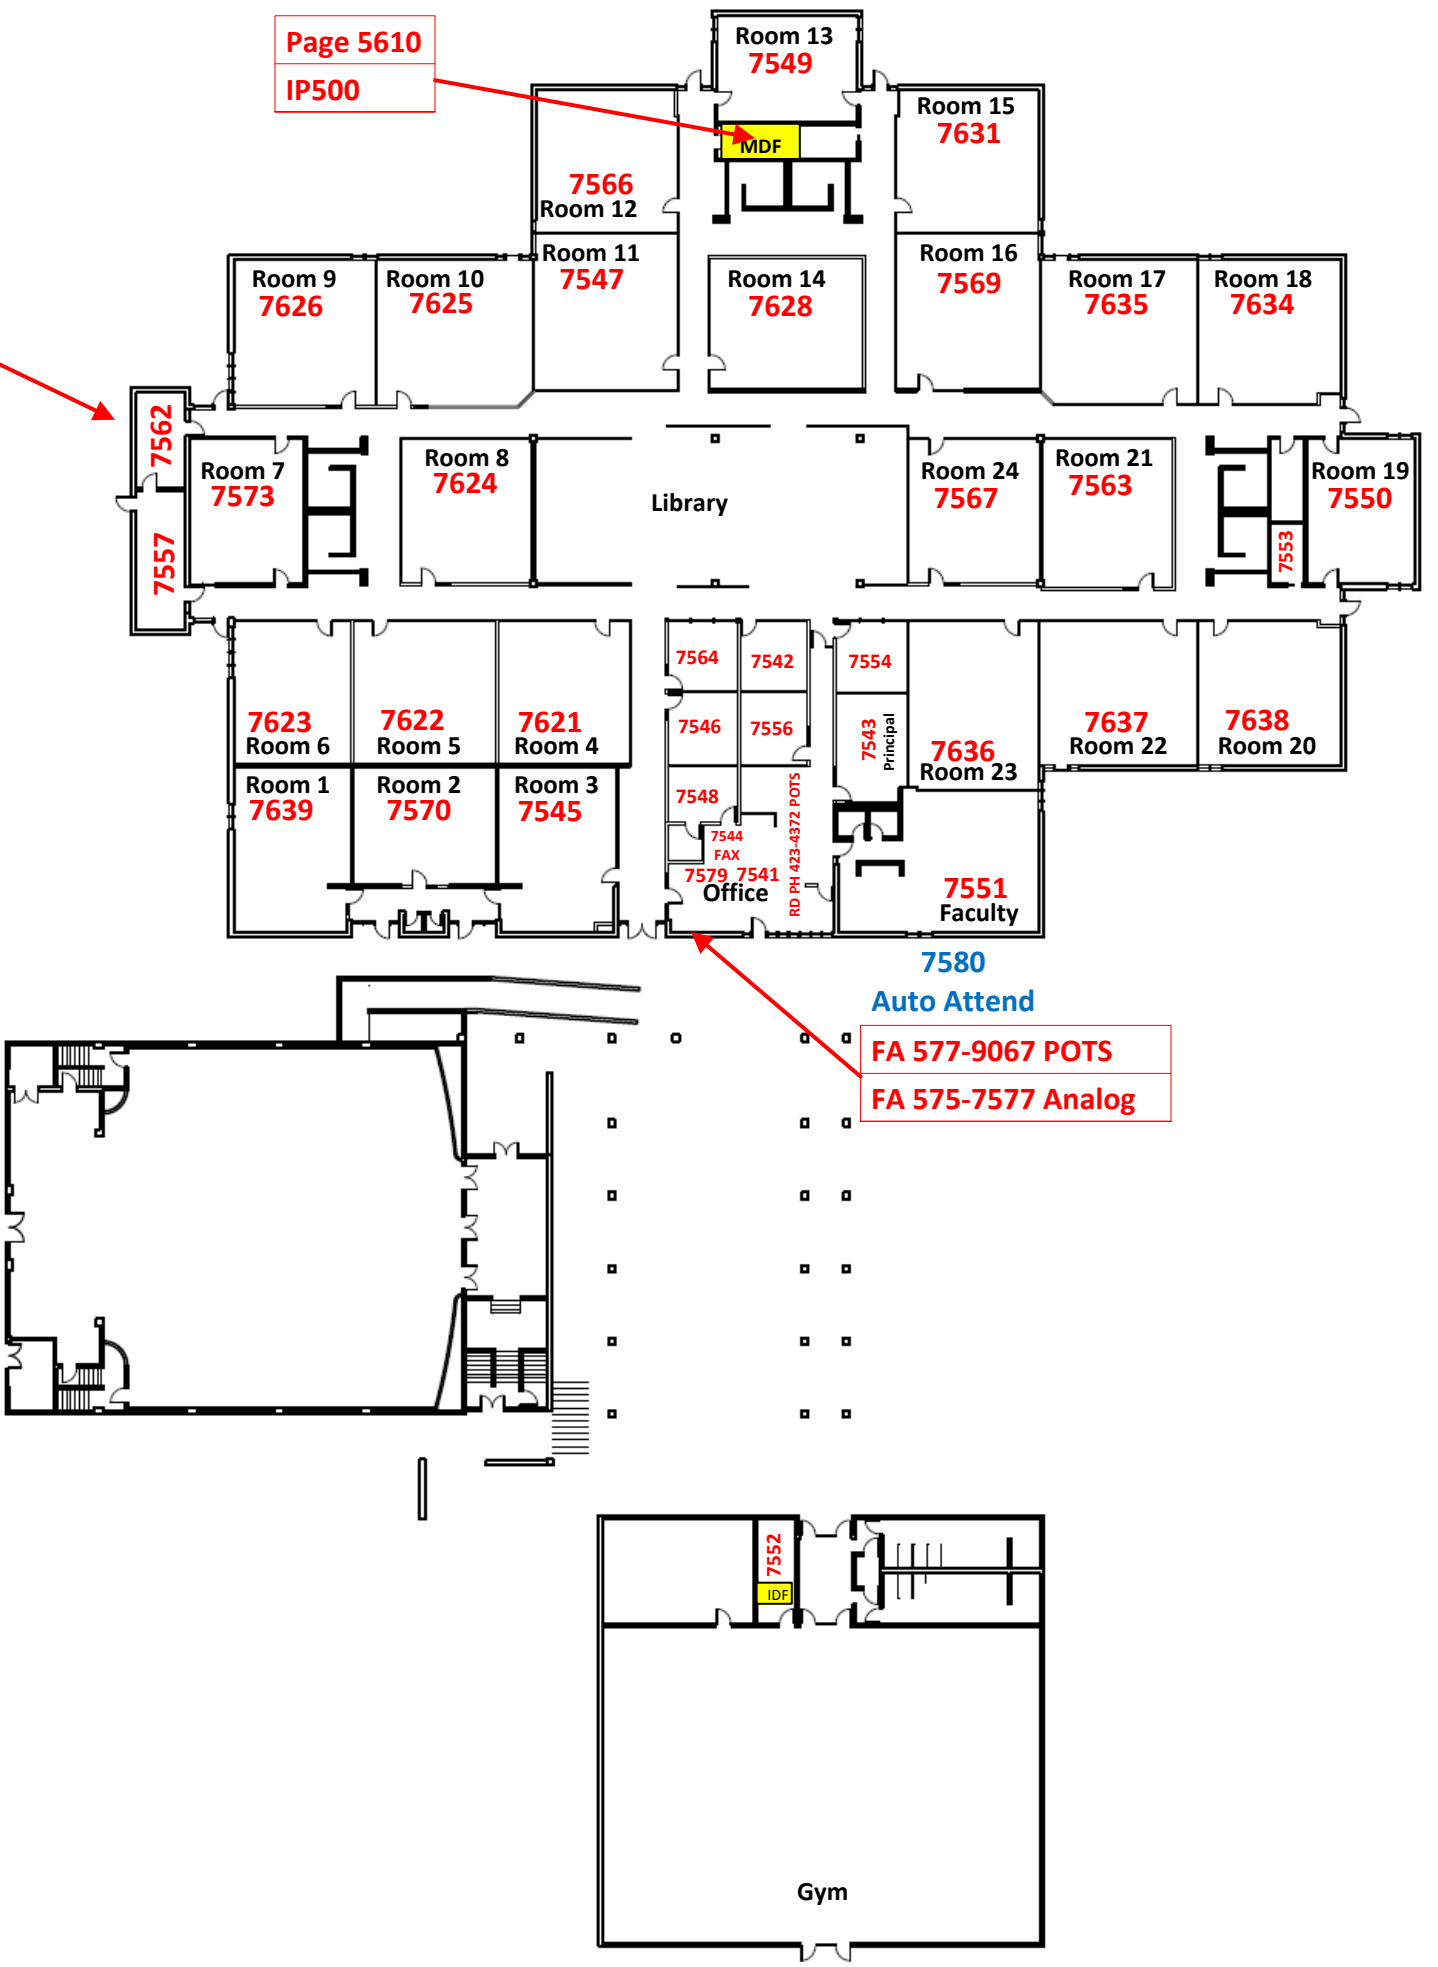 Page 5610
IP500
Room 13
7549
MDF
Room 15
7631
7566
Room 12
Room 11
7547
Room 9
7626
Room 10
7625
Room 14
7628
Room 16
7569
Room 17
7635
Room 18
7634
7562
7557
Room 7
7573
Room 8
7624
Library
Room 24
7567
Room 21
7563
7553
Room 19
7550
7623
Room 6
7622
Room 5
7621
Room 4
7564
7542
7546
7556
7548
7554
7543
Principal
7636
Room 23
7637
Room 22
7638
Room 20
Room 1
7639
Room 2
7570
Room 3
7545
7544
FAX
7579 7541
Office
RD PH 423-4372 POTS
7551
Faculty
7580
Auto Attend
FA 577-9067 POTS
FA 575-7577 Analog
7552
IDF
Gym